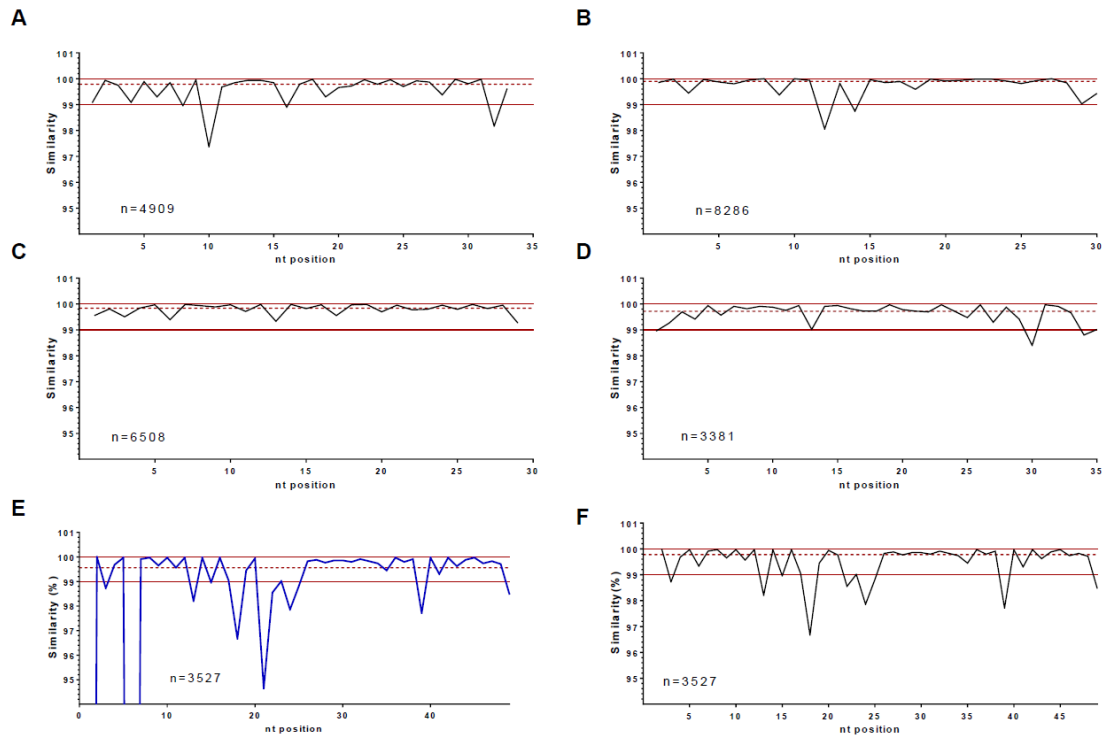 A
101
100
99
98
97
96
95
Similarity
n=4909
5 10 15 20 25 30 35
nt position
B
101
100
99
98
97
96
95
Similarity
n=8286
5 10 15 20 25 30
nt position
C
101
100
99
98
97
96
95
Similarity
n=6508
5 10 15 20 25 30
nt position
D
101
100
99
98
97
96
95
Similarity
n=3381
5 10 15 20 25 30 35
nt position
E
101
100
99
98
97
96
95
Similarity (%)
n=3527
0 10 20 30 40
nt position
F
101
100
99
98
97
96
95
Similarity (%)
n=3527
5 10 15 20 25 30 35 40 45
nt position